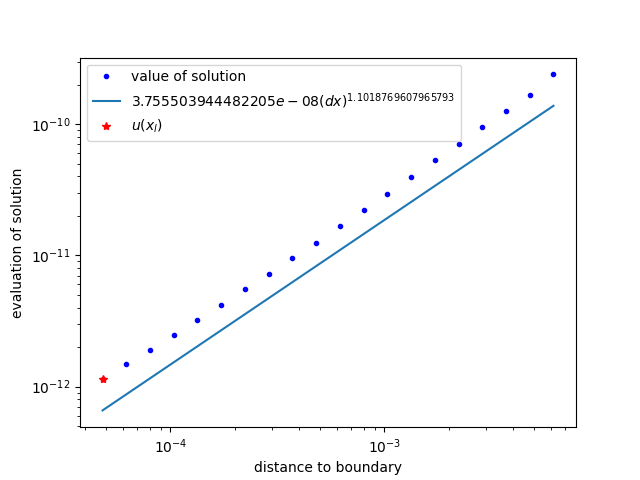 value of solution
3.755503944482205e − 08(dx)^1.1018769607965793
u(x_l)
10^−10
10^−11
10^−12
evaluation of solution
10^−4
10^−3
distance to boundary